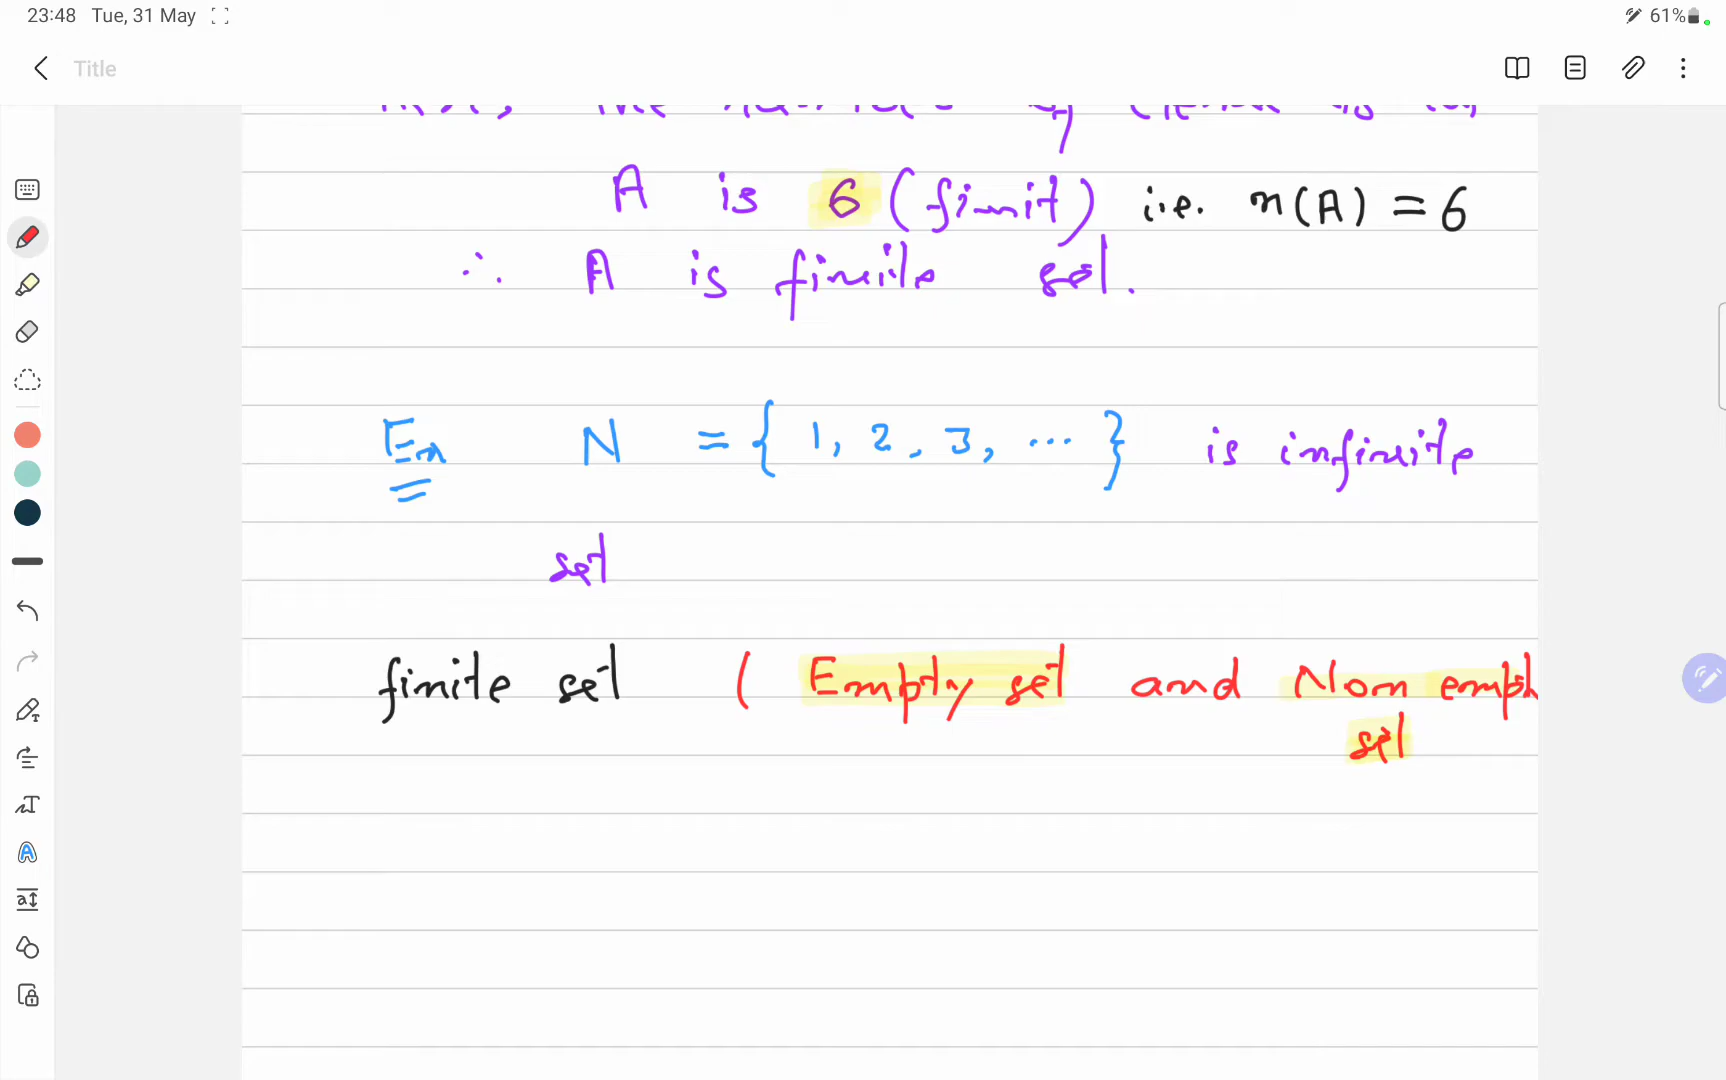 23:48 Tue, 31 May 61%
Title
A is 6 (finit) i.e. n(A) = 6
∴ A is finite set.
Ex N = { 1, 2, 3, ... } is infinite
set
finite set ( Empty set and Non empty
set